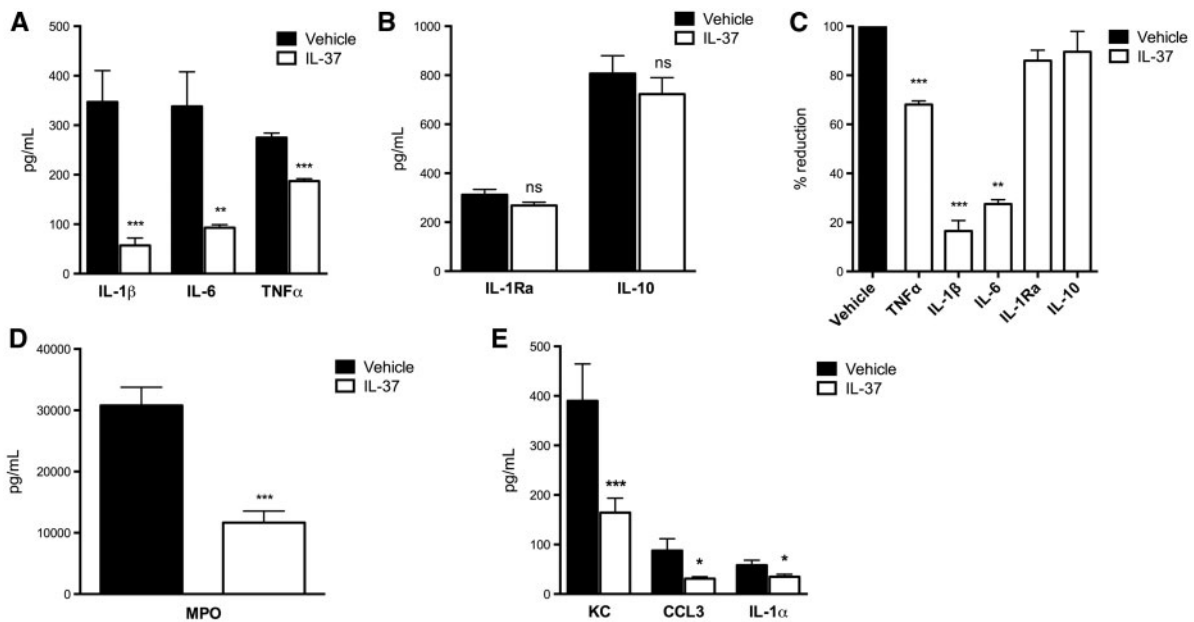 A
500
400
300
200
100
0
pg/mL
Vehicle
IL-37
***
**
***
IL-1β
IL-6
TNFα
B
1000
800
600
400
200
0
pg/mL
Vehicle
IL-37
ns
ns
IL-1Ra
IL-10
C
100
80
60
40
20
0
% reduction
Vehicle
IL-37
***
***
**
Vehicle
TNFα
IL-1β
IL-6
IL-1Ra
IL-10
D
40000
30000
20000
10000
0
pg/mL
Vehicle
IL-37
***
MPO
E
500
400
300
200
100
0
pg/mL
Vehicle
IL-37
***
*
*
KC
CCL3
IL-1α